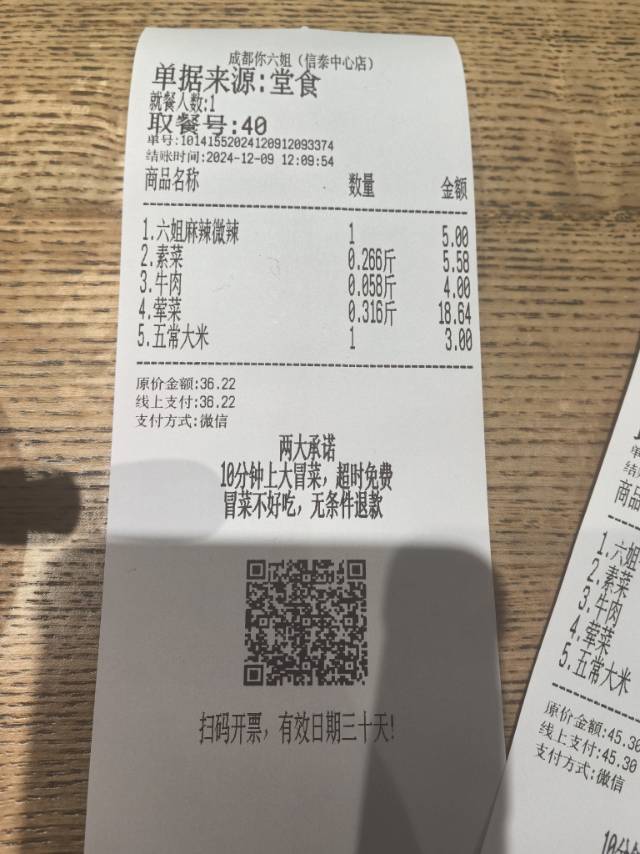 成都你六姐(信泰中心店)
单据来源:堂食
就餐人数:1
取餐号:40
单号:10141552024120912093374
结账时间:2024-12-09 12:09:54
商品名称 数量 金额
1.六姐麻辣微辣 1 5.00
2.素菜 0.266斤 5.58
3.牛肉 0.058斤 4.00
4.荤菜 0.316斤 18.64
5.五常大米 1 3.00
原价金额:36.22
线上支付:36.22
支付方式:微信
两大承诺
10分钟上大冒菜，超时免费
冒菜不好吃，无条件退款
扫码开票，有效日期三十天!
商品
1.六姐
2.素菜
3.牛肉
4.荤菜
5.五常大米
原价金额:45.30
线上支付:45.30
支付方式:微信
10分